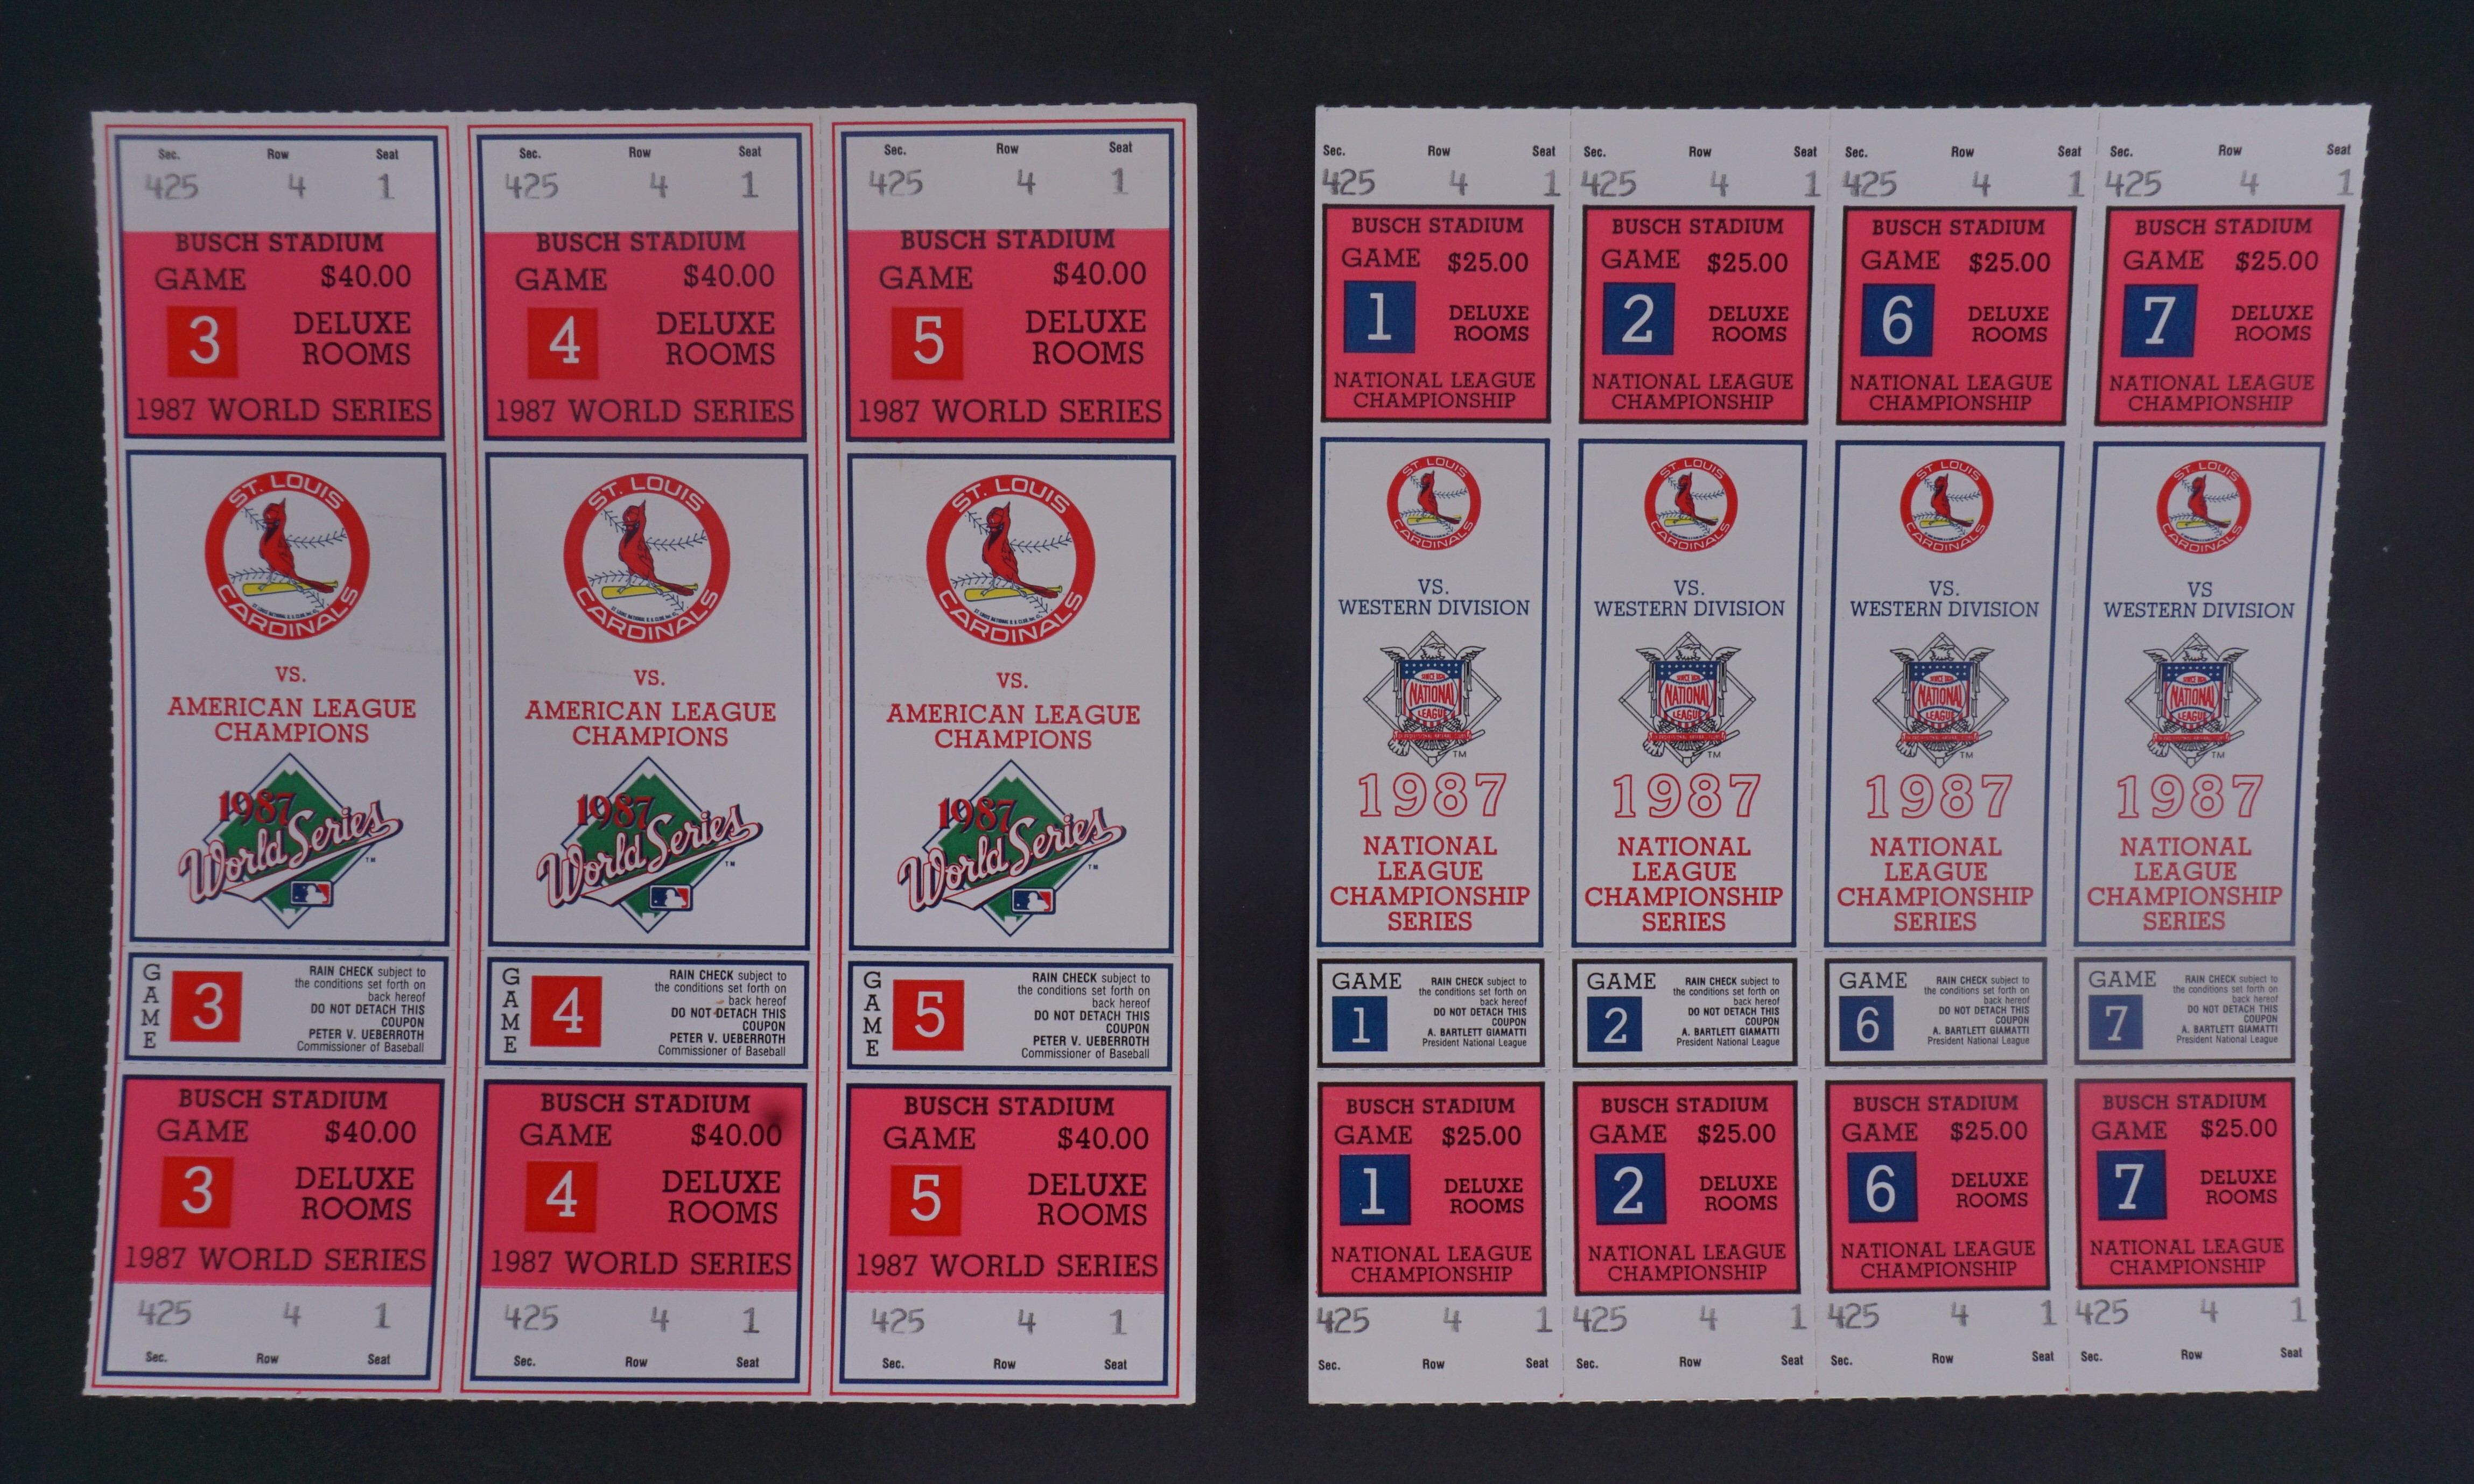 Sec. Row Seat
425 4 1
BUSCH STADIUM
GAME $40.00
3 DELUXE
ROOMS
1987 WORLD SERIES
ST. LOUIS
CARDINALS
VS.
AMERICAN LEAGUE
CHAMPIONS
1987
World Series
TM
GAME
3
RAIN CHECK subject to
the conditions set forth on
back hereof
DO NOT DETACH THIS
COUPON
PETER V. UEBERROTH
Commissioner of Baseball
BUSCH STADIUM
GAME $40.00
3 DELUXE
ROOMS
1987 WORLD SERIES
425 4 1
Sec. Row Seat
Sec. Row Seat
425 4 1
BUSCH STADIUM
GAME $40.00
4 DELUXE
ROOMS
1987 WORLD SERIES
ST. LOUIS
CARDINALS
VS.
AMERICAN LEAGUE
CHAMPIONS
1987
World Series
TM
GAME
4
RAIN CHECK subject to
the conditions set forth on
back hereof
DO NOT DETACH THIS
COUPON
PETER V. UEBERROTH
Commissioner of Baseball
BUSCH STADIUM
GAME $40.00
4 DELUXE
ROOMS
1987 WORLD SERIES
425 4 1
Sec. Row Seat
Sec. Row Seat
425 4 1
BUSCH STADIUM
GAME $40.00
5 DELUXE
ROOMS
1987 WORLD SERIES
ST. LOUIS
CARDINALS
VS.
AMERICAN LEAGUE
CHAMPIONS
1987
World Series
TM
GAME
5
RAIN CHECK subject to
the conditions set forth on
back hereof
DO NOT DETACH THIS
COUPON
PETER V. UEBERROTH
Commissioner of Baseball
BUSCH STADIUM
GAME $40.00
5 DELUXE
ROOMS
1987 WORLD SERIES
425 4 1
Sec. Row Seat
Sec. Row Seat
425 4 1
BUSCH STADIUM
GAME $25.00
1 DELUXE
ROOMS
NATIONAL LEAGUE
CHAMPIONSHIP
ST. LOUIS
CARDINALS
VS.
WESTERN DIVISION
NATIONAL
LEAGUE
TM
1987
NATIONAL
LEAGUE
CHAMPIONSHIP
SERIES
GAME
1
RAIN CHECK subject to
the conditions set forth on
back hereof
DO NOT DETACH THIS
COUPON
A. BARTLETT GIAMATTI
President National League
BUSCH STADIUM
GAME $25.00
1 DELUXE
ROOMS
NATIONAL LEAGUE
CHAMPIONSHIP
425 4 1
Sec. Row Seat
Sec. Row Seat
425 4 1
BUSCH STADIUM
GAME $25.00
2 DELUXE
ROOMS
NATIONAL LEAGUE
CHAMPIONSHIP
ST. LOUIS
CARDINALS
VS.
WESTERN DIVISION
NATIONAL
LEAGUE
TM
1987
NATIONAL
LEAGUE
CHAMPIONSHIP
SERIES
GAME
2
RAIN CHECK subject to
the conditions set forth on
back hereof
DO NOT DETACH THIS
COUPON
A. BARTLETT GIAMATTI
President National League
BUSCH STADIUM
GAME $25.00
2 DELUXE
ROOMS
NATIONAL LEAGUE
CHAMPIONSHIP
425 4 1
Sec. Row Seat
Sec. Row Seat
425 4 1
BUSCH STADIUM
GAME $25.00
6 DELUXE
ROOMS
NATIONAL LEAGUE
CHAMPIONSHIP
ST. LOUIS
CARDINALS
VS.
WESTERN DIVISION
NATIONAL
LEAGUE
TM
1987
NATIONAL
LEAGUE
CHAMPIONSHIP
SERIES
GAME
6
RAIN CHECK subject to
the conditions set forth on
back hereof
DO NOT DETACH THIS
COUPON
A. BARTLETT GIAMATTI
President National League
BUSCH STADIUM
GAME $25.00
6 DELUXE
ROOMS
NATIONAL LEAGUE
CHAMPIONSHIP
425 4 1
Sec. Row Seat
Sec. Row Seat
425 4 1
BUSCH STADIUM
GAME $25.00
7 DELUXE
ROOMS
NATIONAL LEAGUE
CHAMPIONSHIP
ST. LOUIS
CARDINALS
VS
WESTERN DIVISION
NATIONAL
LEAGUE
TM
1987
NATIONAL
LEAGUE
CHAMPIONSHIP
SERIES
GAME
7
RAIN CHECK subject to
the conditions set forth on
back hereof
DO NOT DETACH THIS
COUPON
A. BARTLETT GIAMATTI
President National League
BUSCH STADIUM
GAME $25.00
7 DELUXE
ROOMS
NATIONAL LEAGUE
CHAMPIONSHIP
425 4 1
Sec. Row Seat